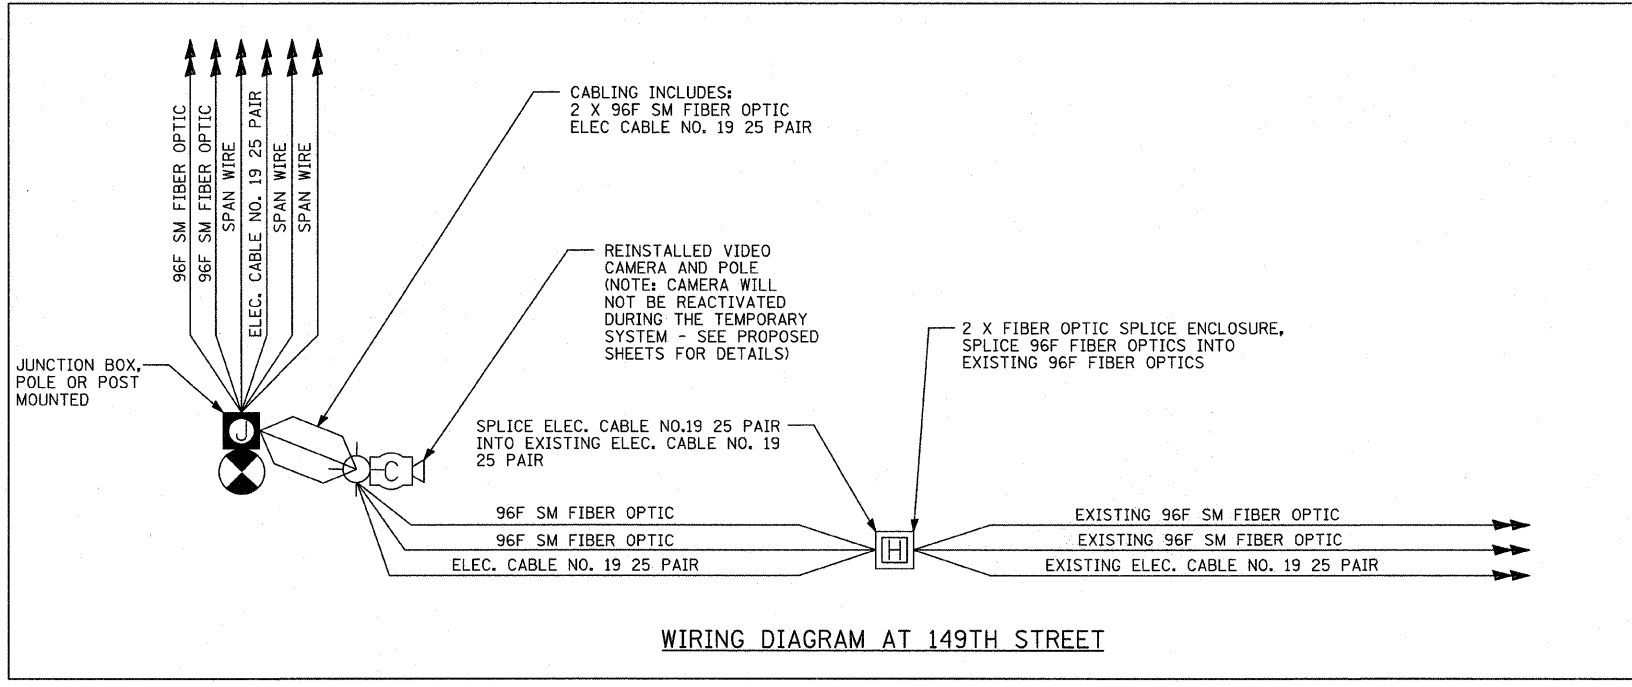 96F SM FIBER OPTIC
96F SM FIBER OPTIC
SPAN WIRE
ELEC. CABLE NO. 19 25 PAIR
SPAN WIRE
SPAN WIRE
CABLING INCLUDES:
2 X 96F SM FIBER OPTIC
ELEC CABLE NO. 19 25 PAIR
REINSTALLED VIDEO
CAMERA AND POLE
(NOTE: CAMERA WILL
NOT BE REACTIVATED
DURING THE TEMPORARY
SYSTEM - SEE PROPOSED
SHEETS FOR DETAILS)
2 X FIBER OPTIC SPLICE ENCLOSURE,
SPLICE 96F FIBER OPTICS INTO
EXISTING 96F FIBER OPTICS
JUNCTION BOX,
POLE OR POST
MOUNTED
J
C
SPLICE ELEC. CABLE NO.19 25 PAIR
INTO EXISTING ELEC. CABLE NO. 19
25 PAIR
96F SM FIBER OPTIC
96F SM FIBER OPTIC
ELEC. CABLE NO. 19 25 PAIR
H
EXISTING 96F SM FIBER OPTIC
EXISTING 96F SM FIBER OPTIC
EXISTING ELEC. CABLE NO. 19 25 PAIR
WIRING DIAGRAM AT 149TH STREET